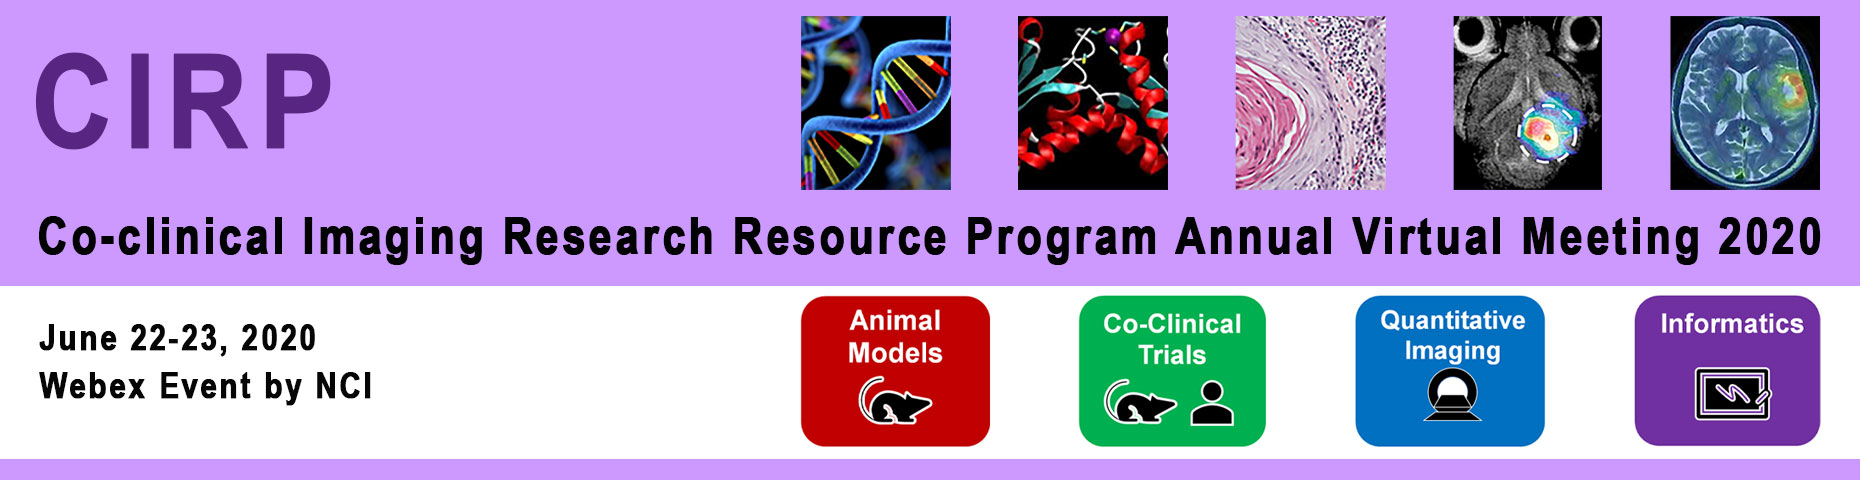 CIRP
Co-clinical Imaging Research Resource Program Annual Virtual Meeting 2020
June 22-23, 2020
Webex Event by NCI
Animal
Models
Co-Clinical
Trials
Quantitative
Imaging
Informatics